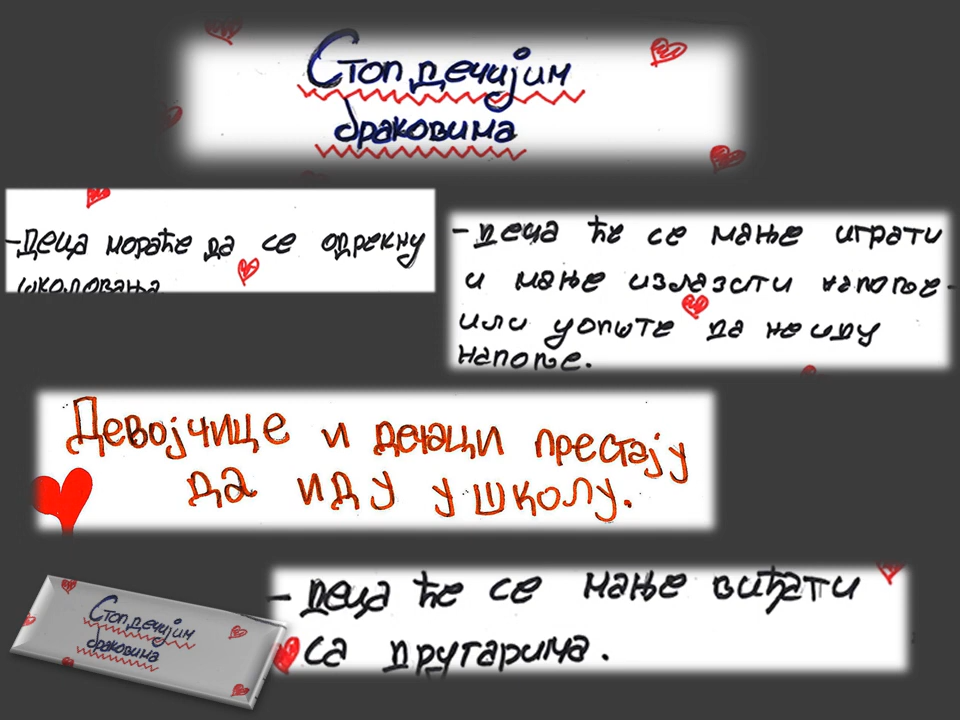 Стоп дечијим
браковима
-Деца мораће да се одрекну
школовања
-Деца ће се мање играти
и мање излазсти напоље-
или уопште да не иду
напоље.
Девојчице и дечаци престају
да иду у школу.
-Деца ће се мање виђати
са другарима.
Стоп дечијим
браковима